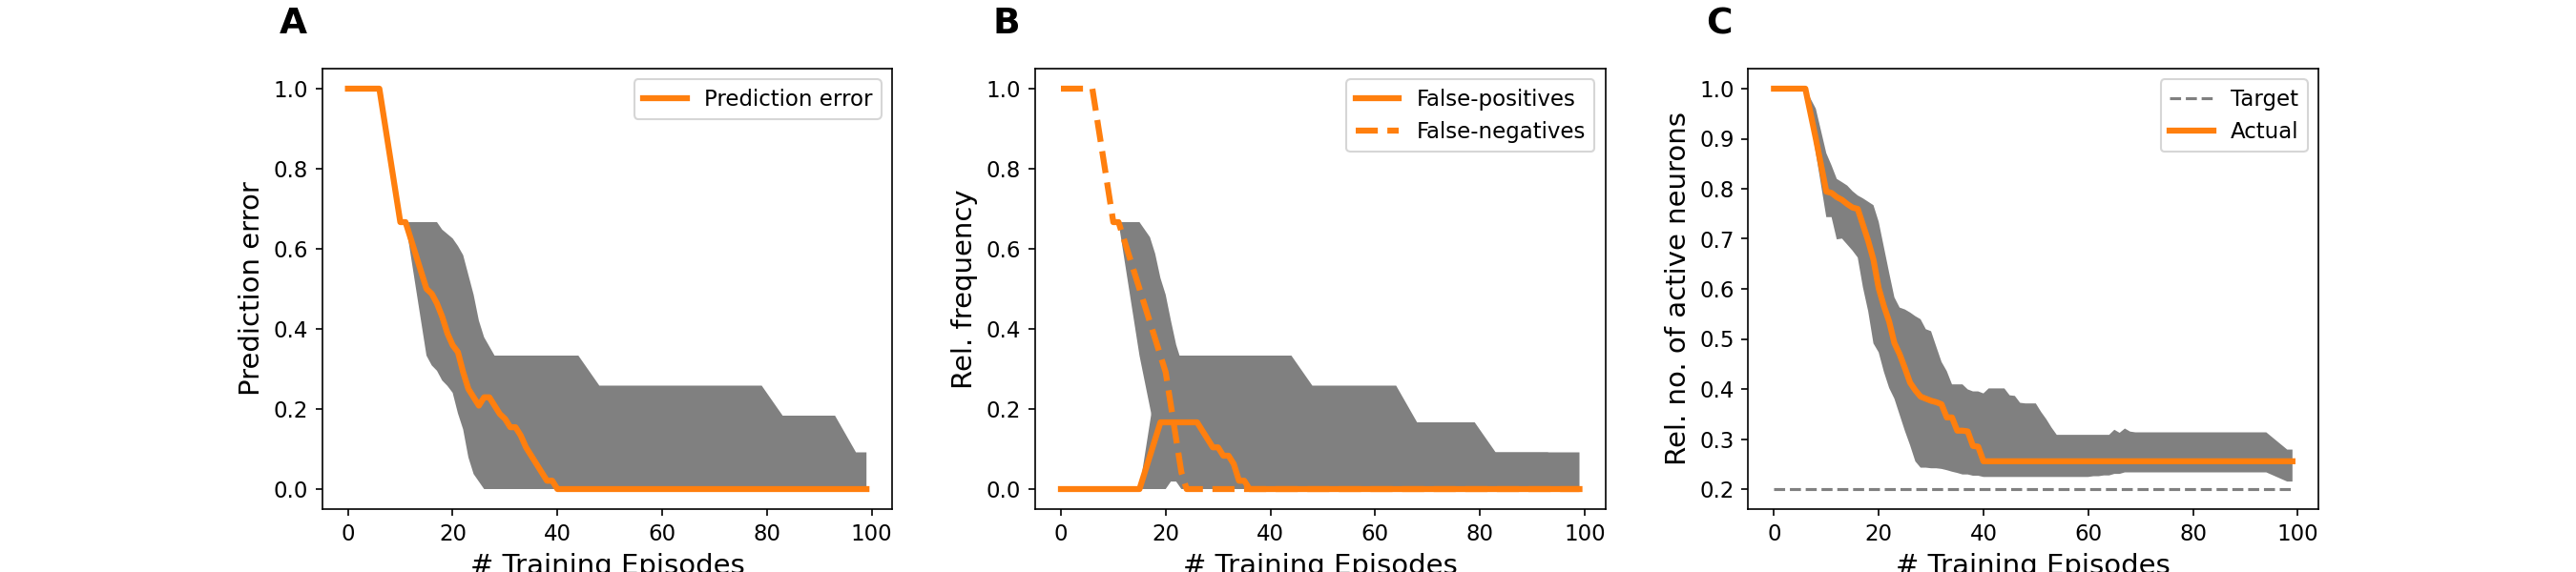 A
B
C
Prediction error
1.0
0.8
0.6
0.4
0.2
0.0
Prediction error
0
20
40
60
80
100
# Training Episodes
Rel. frequency
1.0
0.8
0.6
0.4
0.2
0.0
False-positives
False-negatives
0
20
40
60
80
100
# Training Episodes
Rel. no. of active neurons
1.0
0.9
0.8
0.7
0.6
0.5
0.4
0.3
0.2
Target
Actual
0
20
40
60
80
100
# Training Episodes